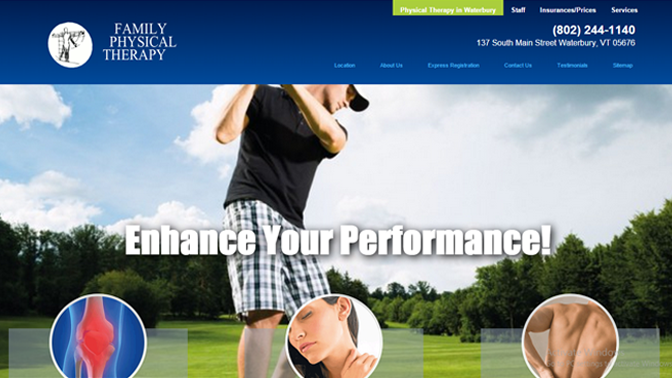 Physical Therapy in Waterbury Staff Insurances/Prices Services
FAMILY
PHYSICAL
THERAPY
(802) 244-1140
137 South Main Street Waterbury, VT 05676
Location About Us Express Registration Contact Us Testimonials Sitemap
Enhance Your Performance!